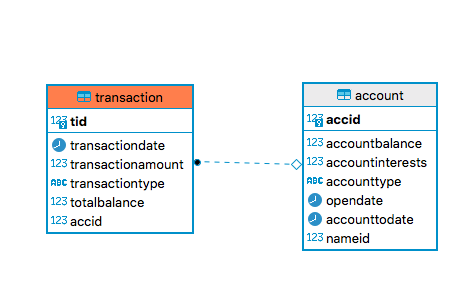 transaction
123 tid
transactiondate
123 transactionamount
ABC transactiontype
123 totalbalance
123 accid
account
123 accid
123 accountbalance
123 accountinterests
ABC accounttype
opendate
accounttodate
123 nameid